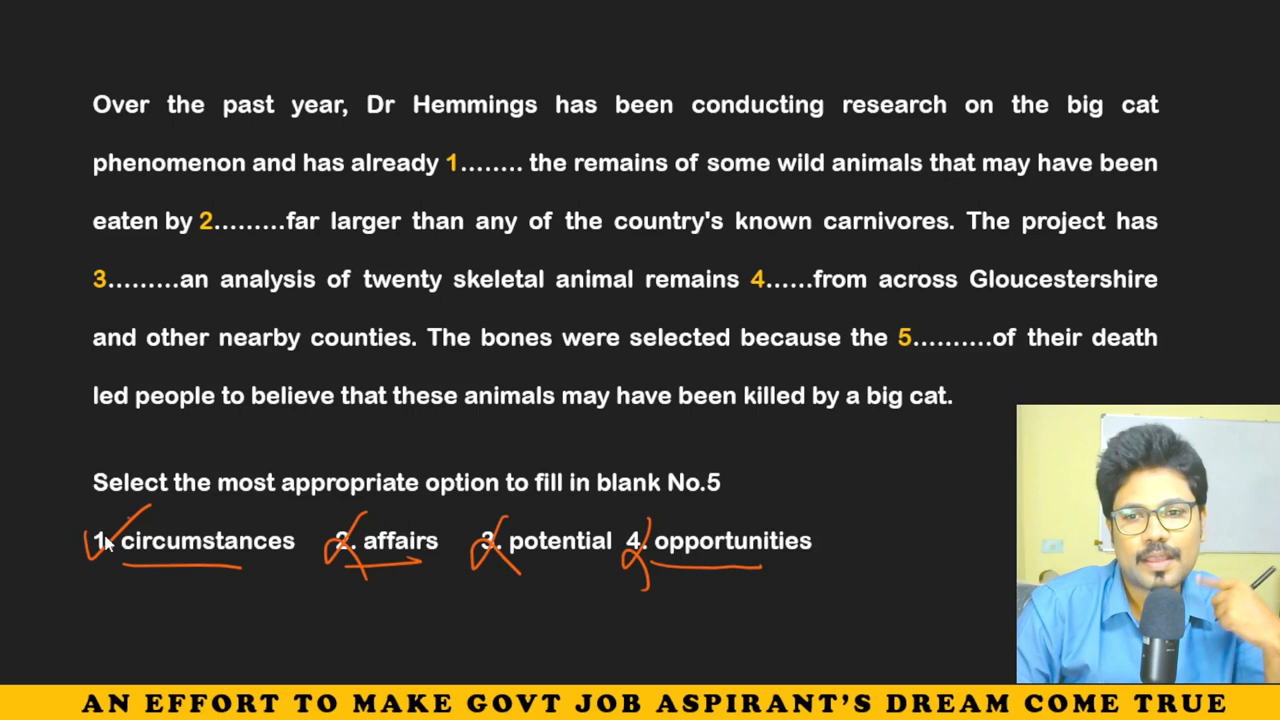 Over the past year, Dr Hemmings has been conducting research on the big cat
phenomenon and has already 1........ the remains of some wild animals that may have been
eaten by 2.........far larger than any of the country's known carnivores. The project has
3.........an analysis of twenty skeletal animal remains 4......from across Gloucestershire
and other nearby counties. The bones were selected because the 5..........of their death
led people to believe that these animals may have been killed by a big cat.
Select the most appropriate option to fill in blank No.5
1. circumstances 2. affairs 3. potential 4. opportunities
AN EFFORT TO MAKE GOVT JOB ASPIRANT'S DREAM COME TRUE